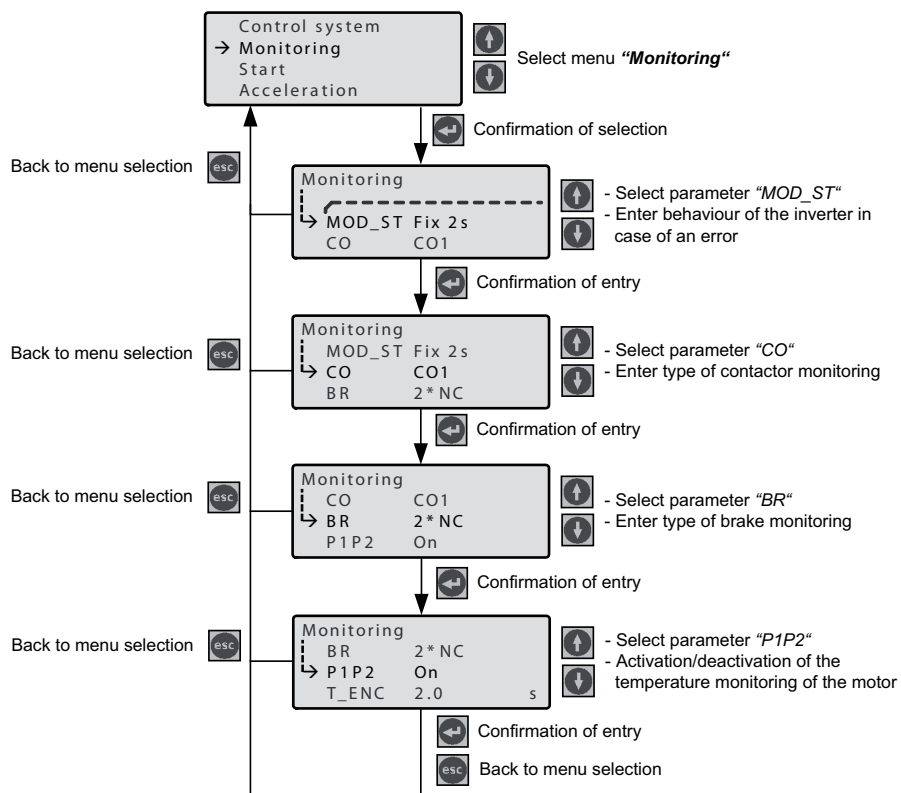 Control system
→ Monitoring
Start
Acceleration
Select menu “Monitoring“
Confirmation of selection
Back to menu selection
esc
Monitoring
MOD_ST Fix 2s
CO CO1
- Select parameter “MOD_ST“
- Enter behaviour of the inverter in
case of an error
Confirmation of entry
Back to menu selection
esc
Monitoring
MOD_ST Fix 2s
CO CO1
BR 2*NC
- Select parameter “CO“
- Enter type of contactor monitoring
Confirmation of entry
Back to menu selection
esc
Monitoring
CO CO1
BR 2*NC
P1P2 On
- Select parameter “BR“
- Enter type of brake monitoring
Confirmation of entry
Back to menu selection
esc
Monitoring
BR 2*NC
P1P2 On
T_ENC 2.0 s
- Select parameter “P1P2“
- Activation/deactivation of the
temperature monitoring of the motor
Confirmation of entry
esc
Back to menu selection